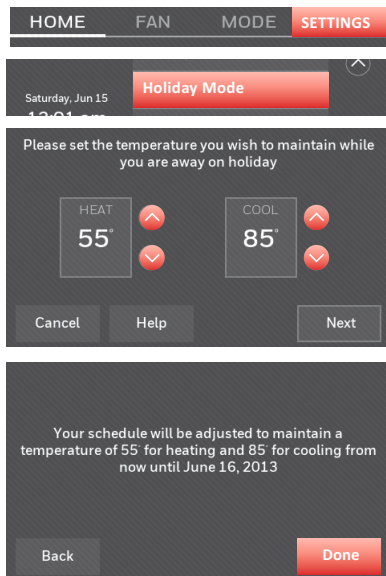 HOME FAN MODE SETTINGS
Holiday Mode
Saturday, Jun 15
Please set the temperature you wish to maintain while
you are away on holiday
HEAT COOL
55° 85°
Cancel Help Next
Your schedule will be adjusted to maintain a
temperature of 55° for heating and 85° for cooling from
now until June 16, 2013
Back Done